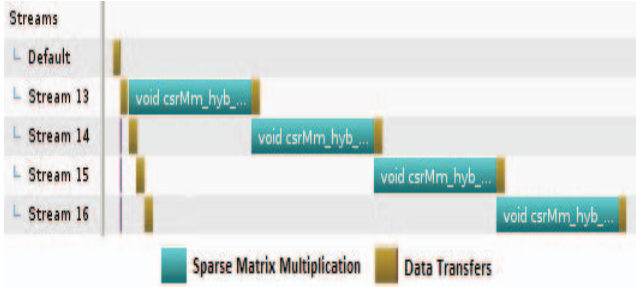 Streams
Default
Stream 13 void csrMm_hyb_...
Stream 14 void csrMm_hyb_...
Stream 15 void csrMm_hyb_...
Stream 16 void csrMm_hyb_...
Sparse Matrix Multiplication Data Transfers